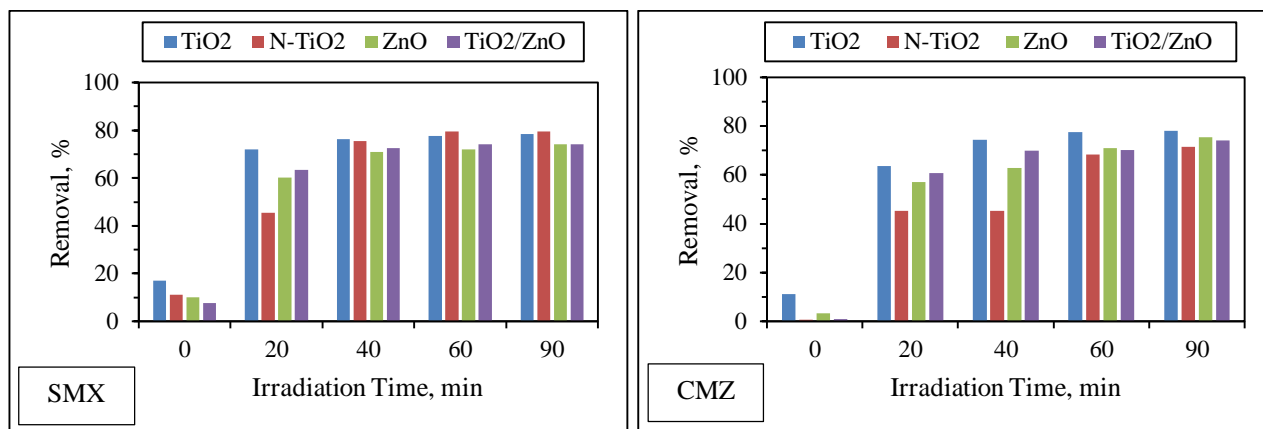 TiO2 N-TiO2 ZnO TiO2/ZnO
100
80
60
40
20
0
Removal, %
0 20 40 60 90
Irradiation Time, min
SMX
TiO2 N-TiO2 ZnO TiO2/ZnO
100
80
60
40
20
0
Removal, %
0 20 40 60 90
Irradiation Time, min
CMZ